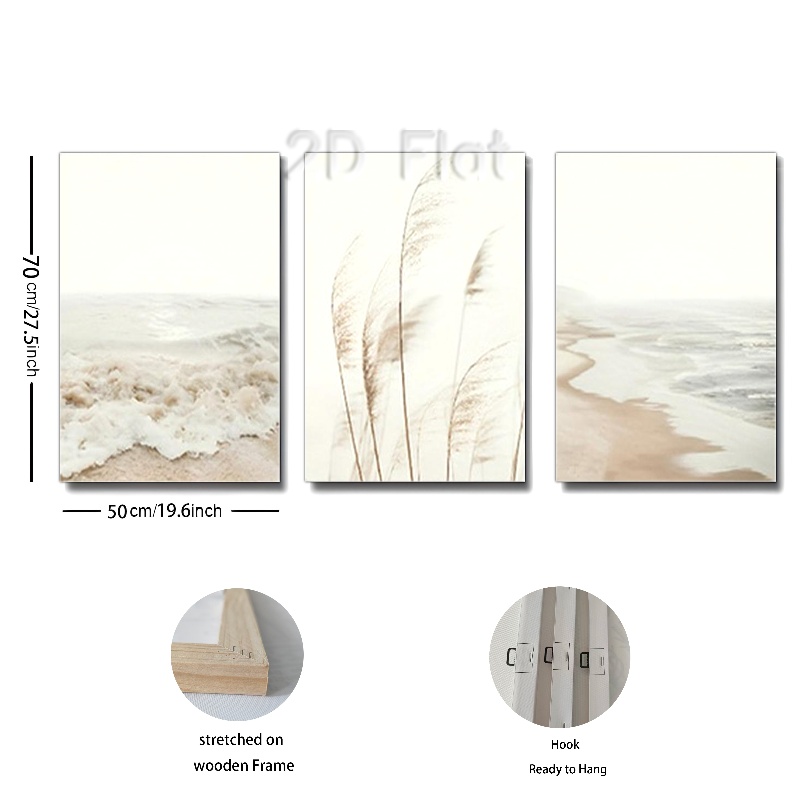 2D Flat
70 cm/27.5inch
50cm/19.6inch
stretched on
wooden Frame
Hook
Ready to Hang